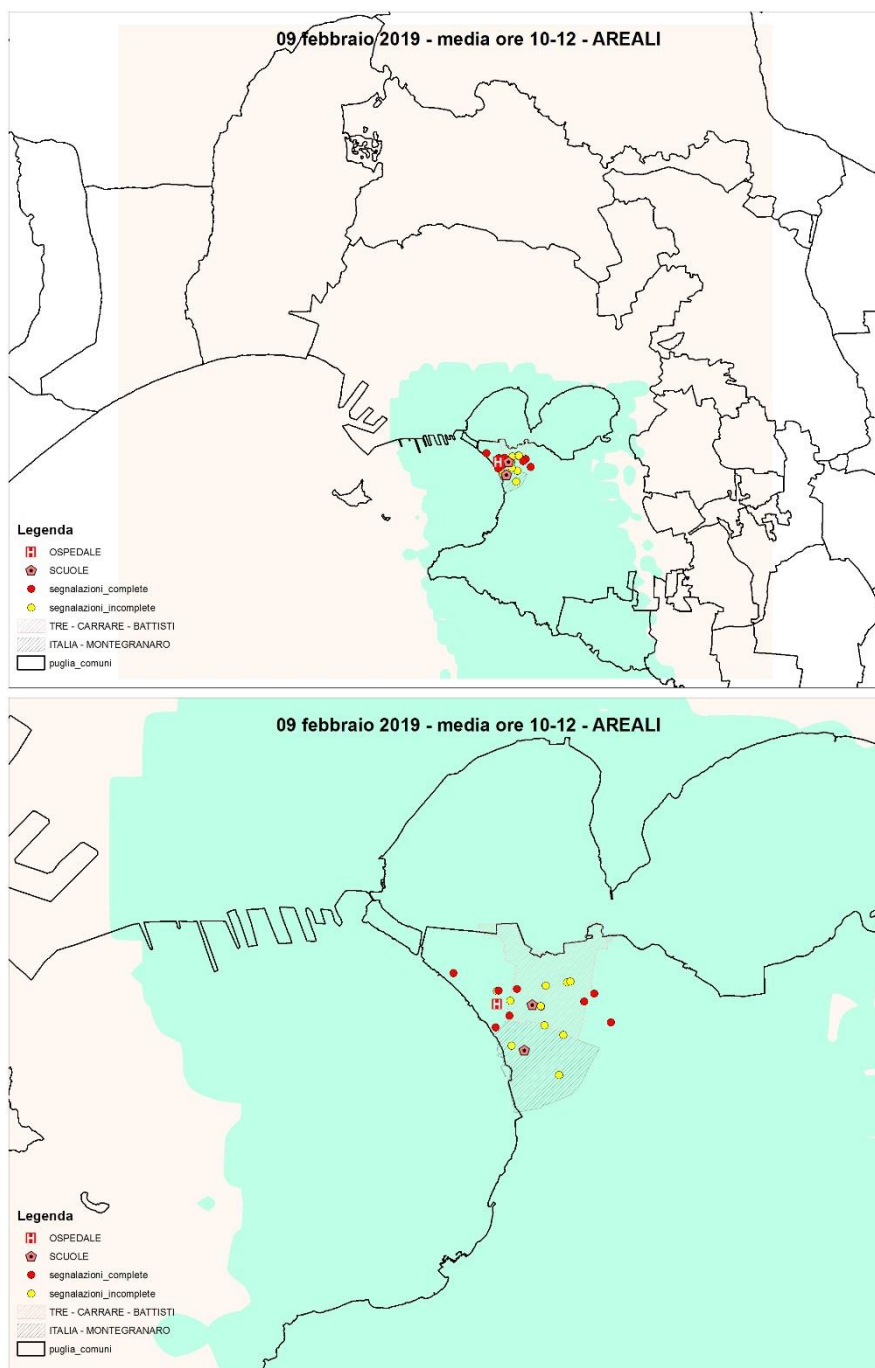 09 febbraio 2019 - media ore 10-12 - AREALI
H
Legenda
H OSPEDALE
SCUOLE
segnalazioni_complete
segnalazioni_incomplete
TRE - CARRARE - BATTISTI
ITALIA - MONTEGRANARO
puglia_comuni
09 febbraio 2019 - media ore 10-12 - AREALI
H
Legenda
H OSPEDALE
SCUOLE
segnalazioni_complete
segnalazioni_incomplete
TRE - CARRARE - BATTISTI
ITALIA - MONTEGRANARO
puglia_comuni